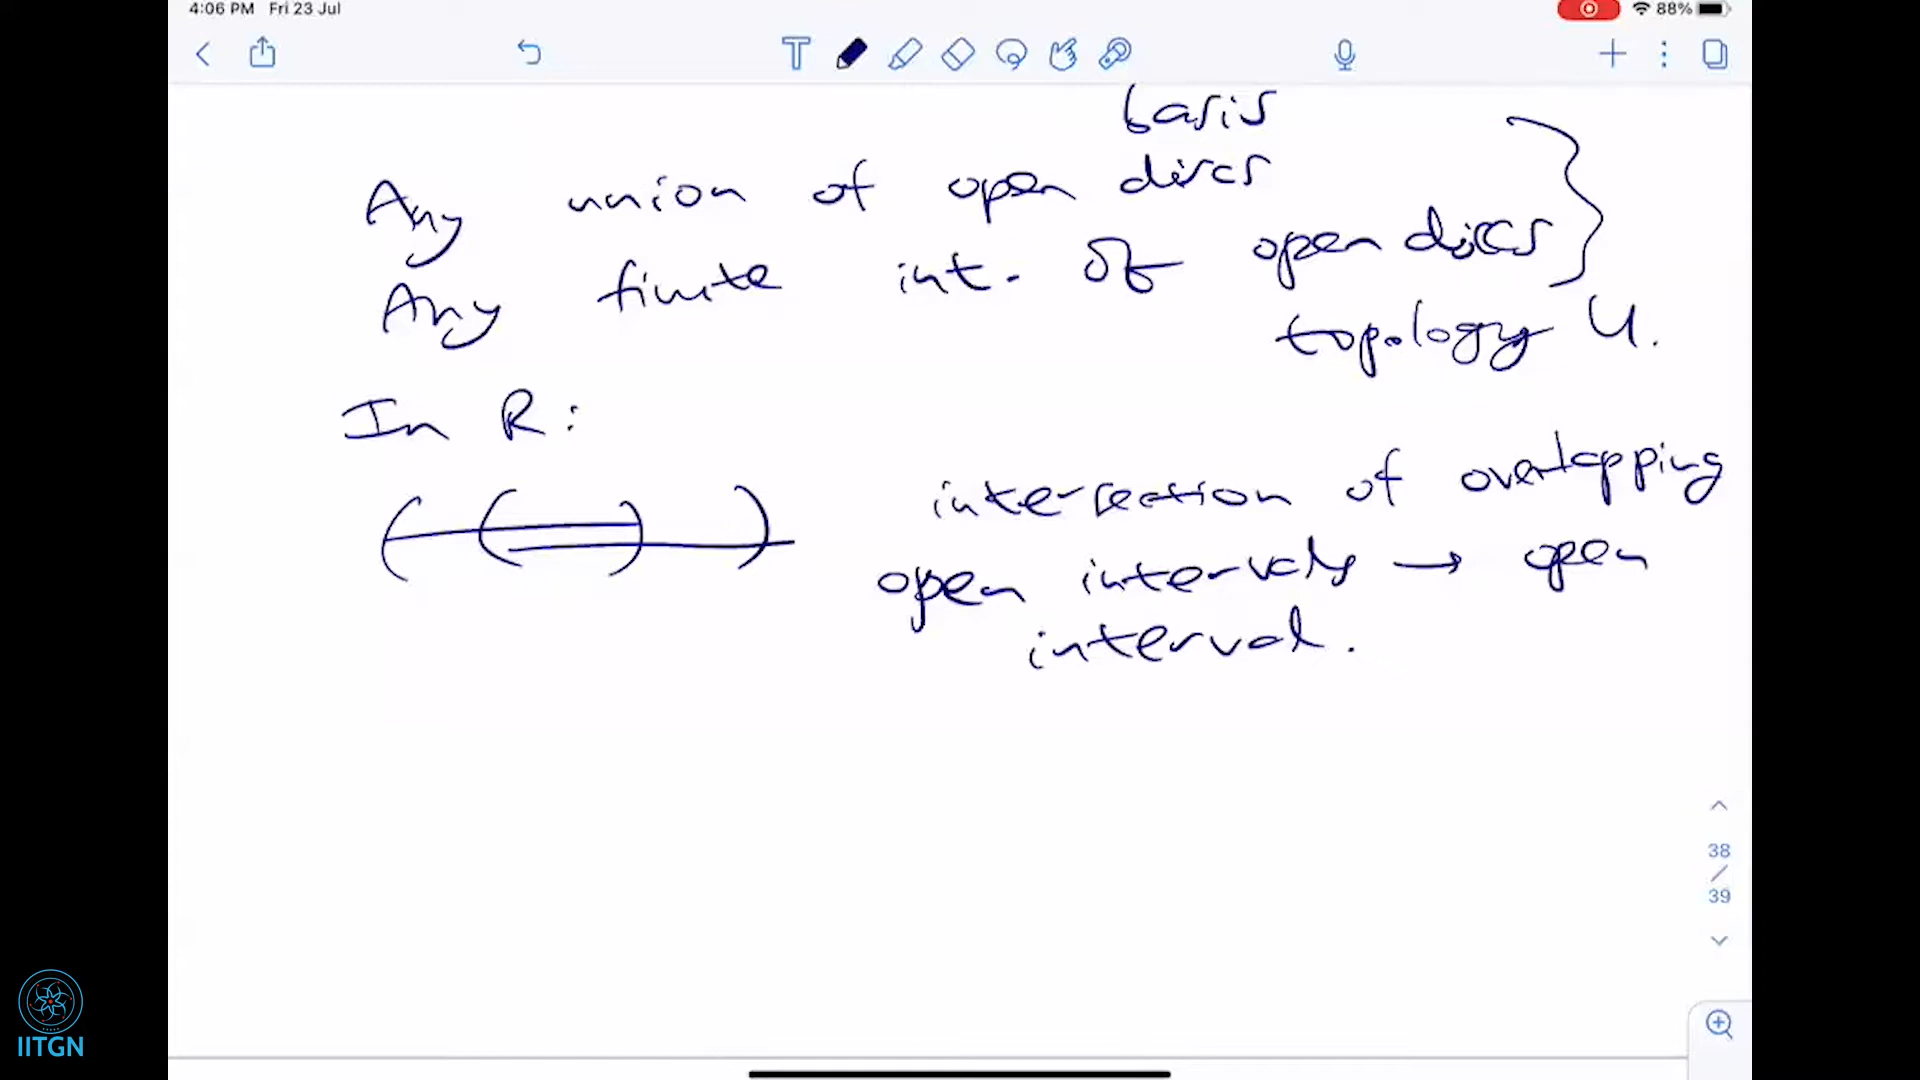 4:06 PM Fri 23 Jul
88%
T
basis
Any union of open discs
Any finite int. of open discs
topology U.
In R:
intersection of overlapping
open intervals → open
interval.
38
/
39
IITGN